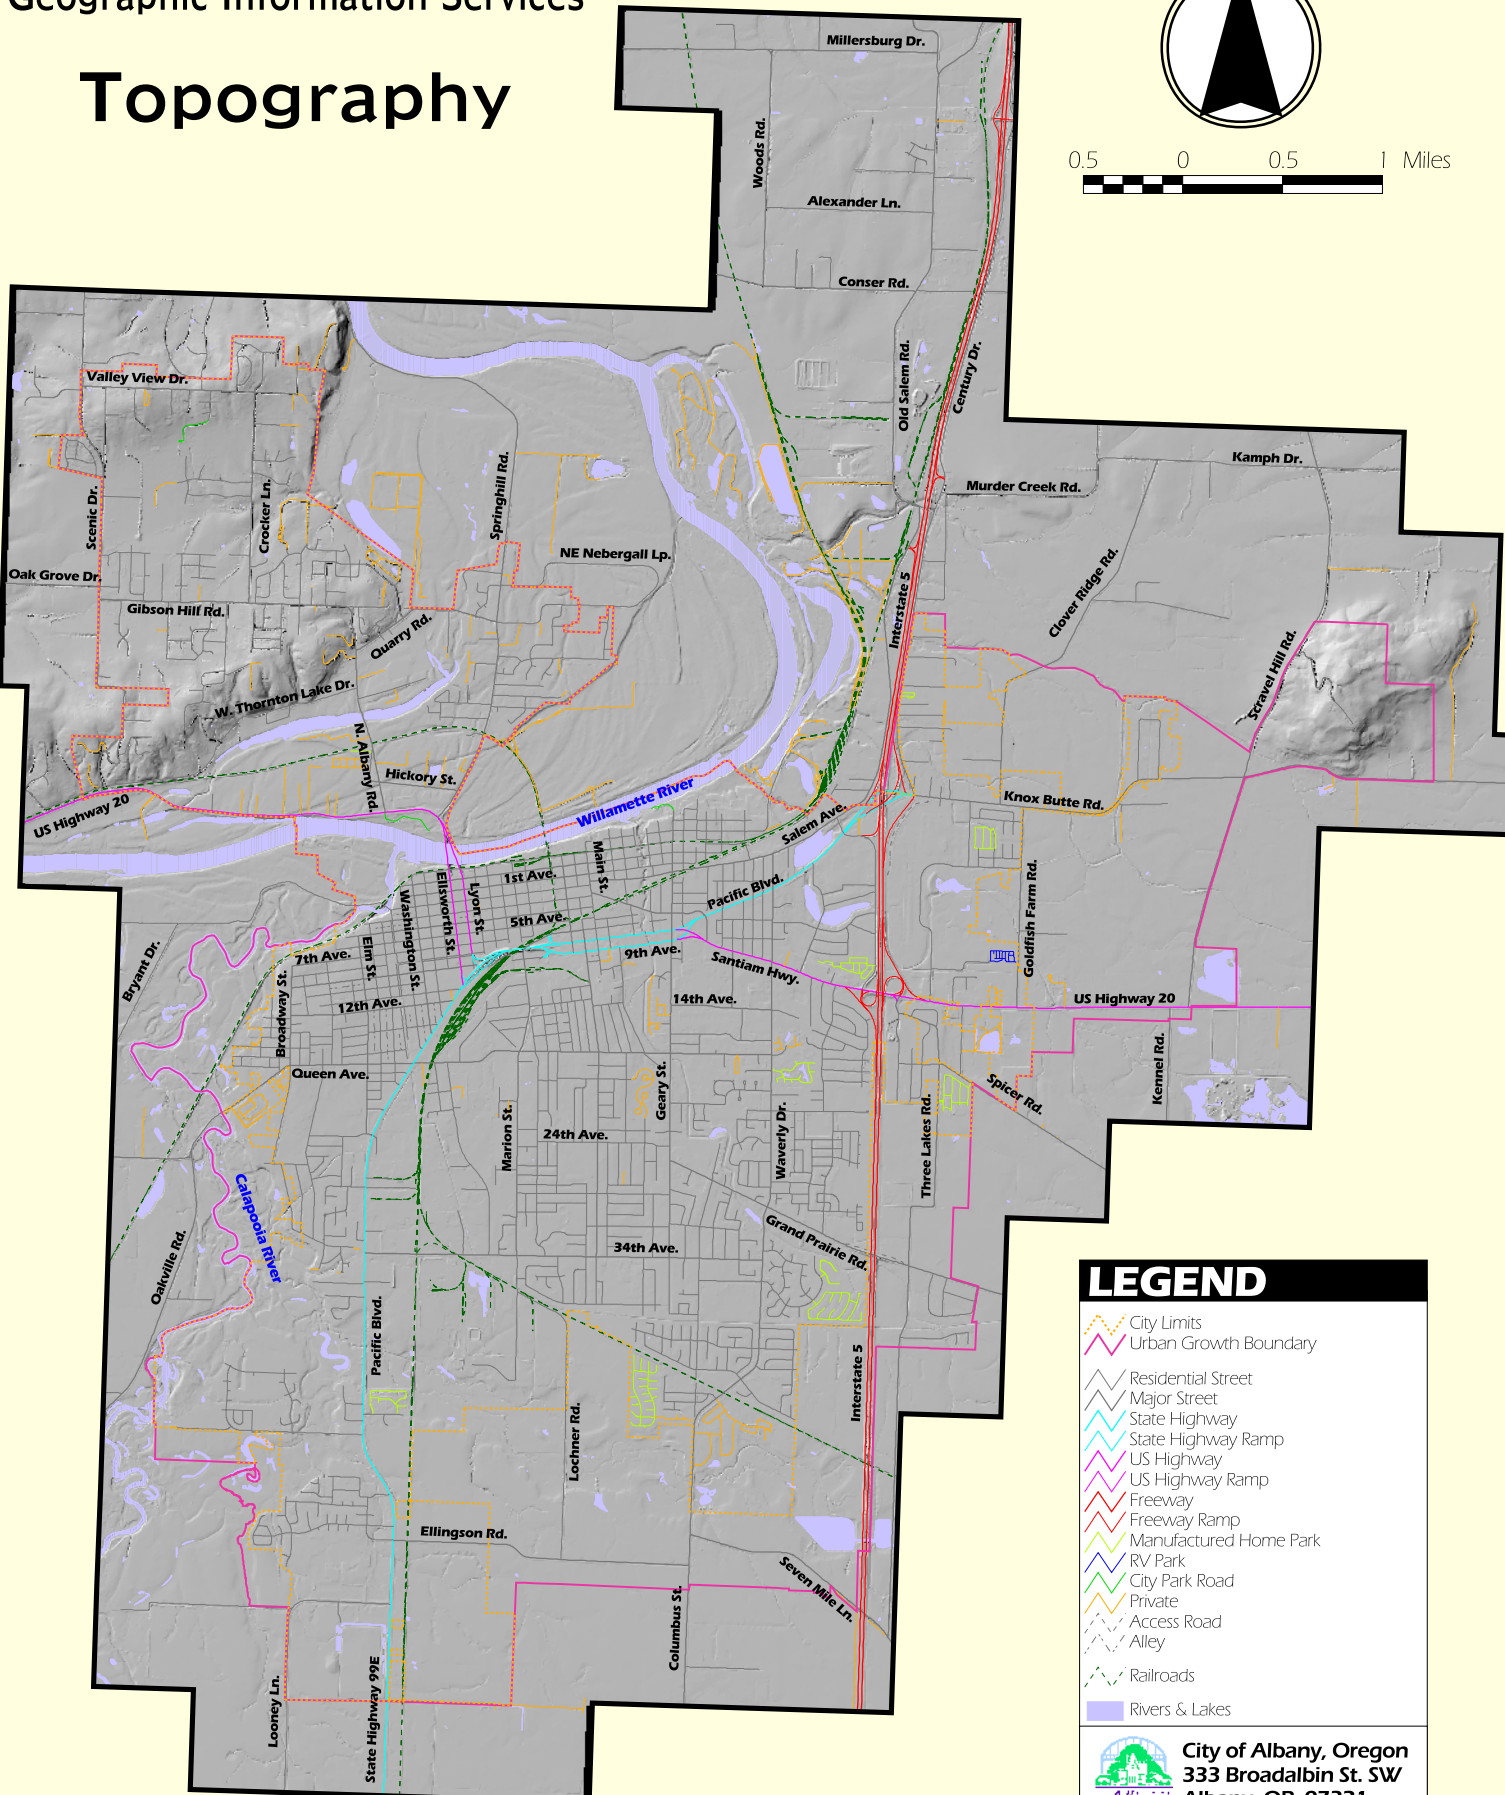 Geographic Information Services
Topography
0.5 0 0.5 1 Miles
Millersburg Dr.
Woods Rd.
Alexander Ln.
Conser Rd.
Old Salem Rd.
Century Dr.
Valley View Dr.
Scenic Dr.
Crocker Ln.
Springhill Rd.
Kamph Dr.
Murder Creek Rd.
NE Nebergall Lp.
Oak Grove Dr.
Gibson Hill Rd.
Quarry Rd.
Interstate 5
Clover Ridge Rd.
Scravel Hill Rd.
W. Thornton Lake Dr.
N. Albany Rd.
Hickory St.
US Highway 20
Willamette River
Knox Butte Rd.
Salem Ave.
Main St.
1st Ave.
Pacific Blvd.
Ellsworth St.
Lyon St.
Washington St.
5th Ave.
Goldfish Farm Rd.
Elm St.
7th Ave.
9th Ave.
Santiam Hwy.
Bryant Dr.
Broadway St.
12th Ave.
14th Ave.
US Highway 20
Queen Ave.
Geary St.
Kennel Rd.
Spicer Rd.
Marion St.
24th Ave.
Waverly Dr.
Three Lakes Rd.
Calapooia River
Oakville Rd.
Grand Prairie Rd.
34th Ave.
Pacific Blvd.
Interstate 5
Lochner Rd.
Ellingson Rd.
Seven Mile Ln.
Columbus St.
Looney Ln.
State Highway 99E
LEGEND
City Limits
Urban Growth Boundary
Residential Street
Major Street
State Highway
State Highway Ramp
US Highway
US Highway Ramp
Freeway
Freeway Ramp
Manufactured Home Park
RV Park
City Park Road
Private
Access Road
Alley
Railroads
Rivers & Lakes
City of Albany, Oregon
333 Broadalbin St. SW
Albany, OR 97321